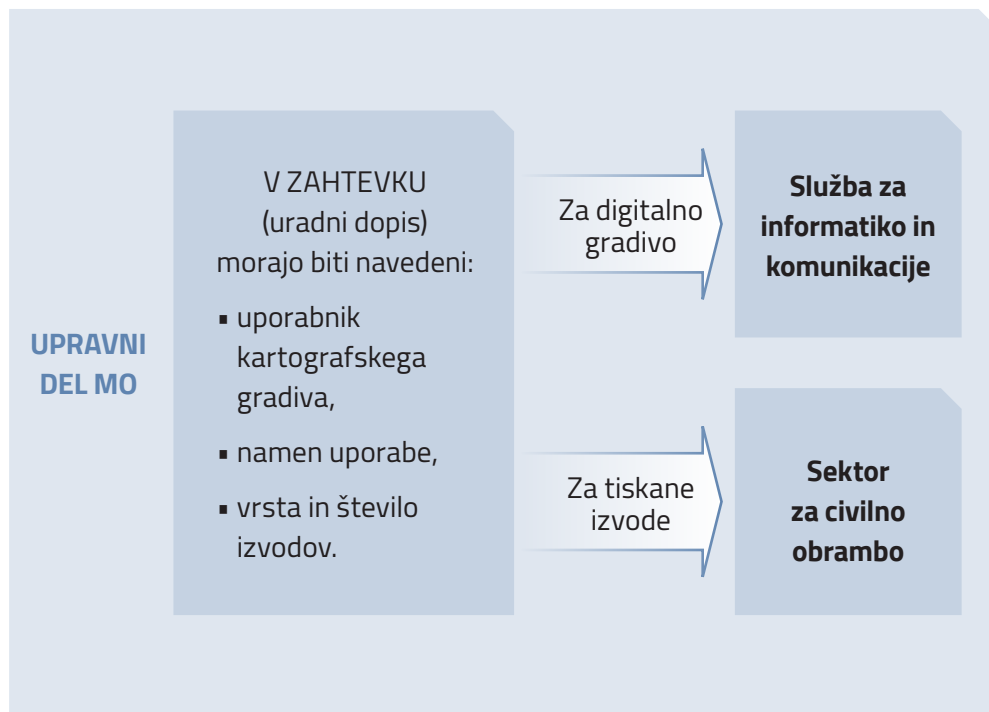 UPRAVNI
DEL MO
V ZAHTEVKU
(uradni dopis)
morajo biti navedeni:
▪ uporabnik
kartografskega
gradiva,
▪ namen uporabe,
▪ vrsta in število
izvodov.
Za digitalno
gradivo
Služba za
informatiko in
komunikacije
Za tiskane
izvode
Sektor
za civilno
obrambo